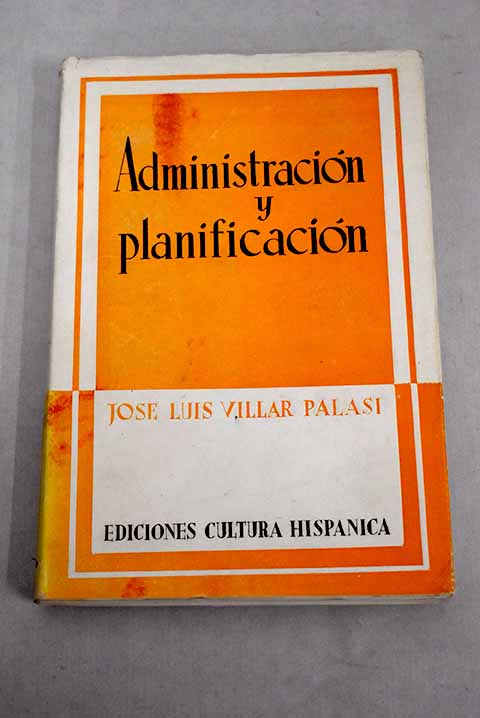 Administración
y
planificación
JOSE LUIS VILLAR PALASI
EDICIONES CULTURA HISPANICA